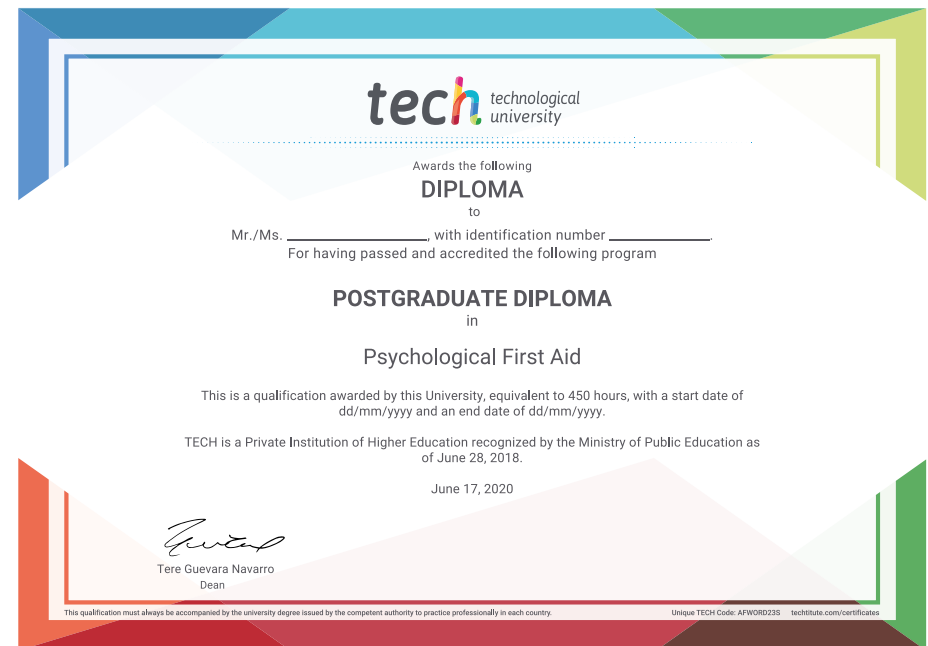 tech technological
university
Awards the following
DIPLOMA
to
Mr./Ms. ____________________, with identification number ______________.
For having passed and accredited the following program
POSTGRADUATE DIPLOMA
in
Psychological First Aid
This is a qualification awarded by this University, equivalent to 450 hours, with a start date of
dd/mm/yyyy and an end date of dd/mm/yyyy.
TECH is a Private Institution of Higher Education recognized by the Ministry of Public Education as
of June 28, 2018.
June 17, 2020
Tere Guevara Navarro
Dean
This qualification must always be accompanied by the university degree issued by the competent authority to practice professionally in each country. Unique TECH Code: AFWORD23S techtitute.com/certificates